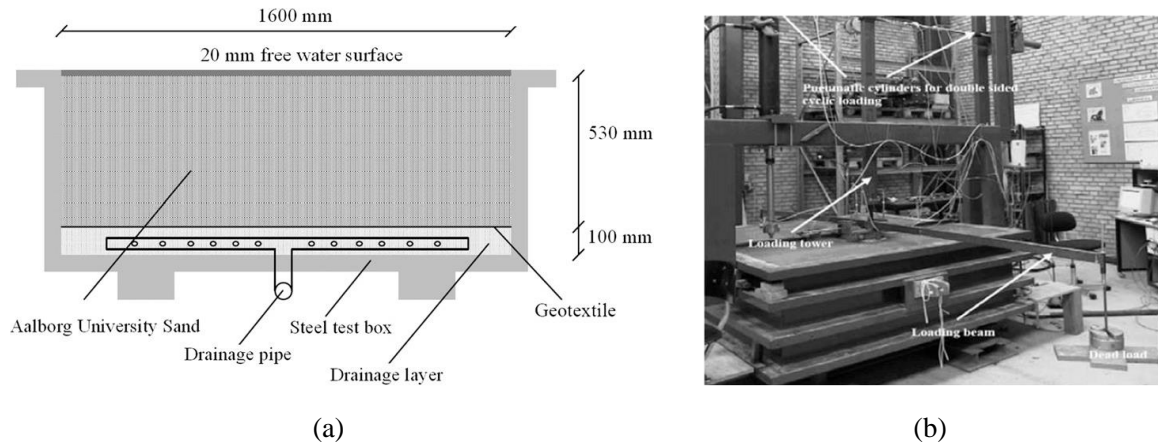 1600 mm
20 mm free water surface
530 mm
100 mm
Aalborg University Sand
Drainage pipe
Steel test box
Drainage layer
Geotextile
(a)
Pneumatic cylinders for double sided
cyclic loading
Loading tower
Loading beam
Dead load
(b)